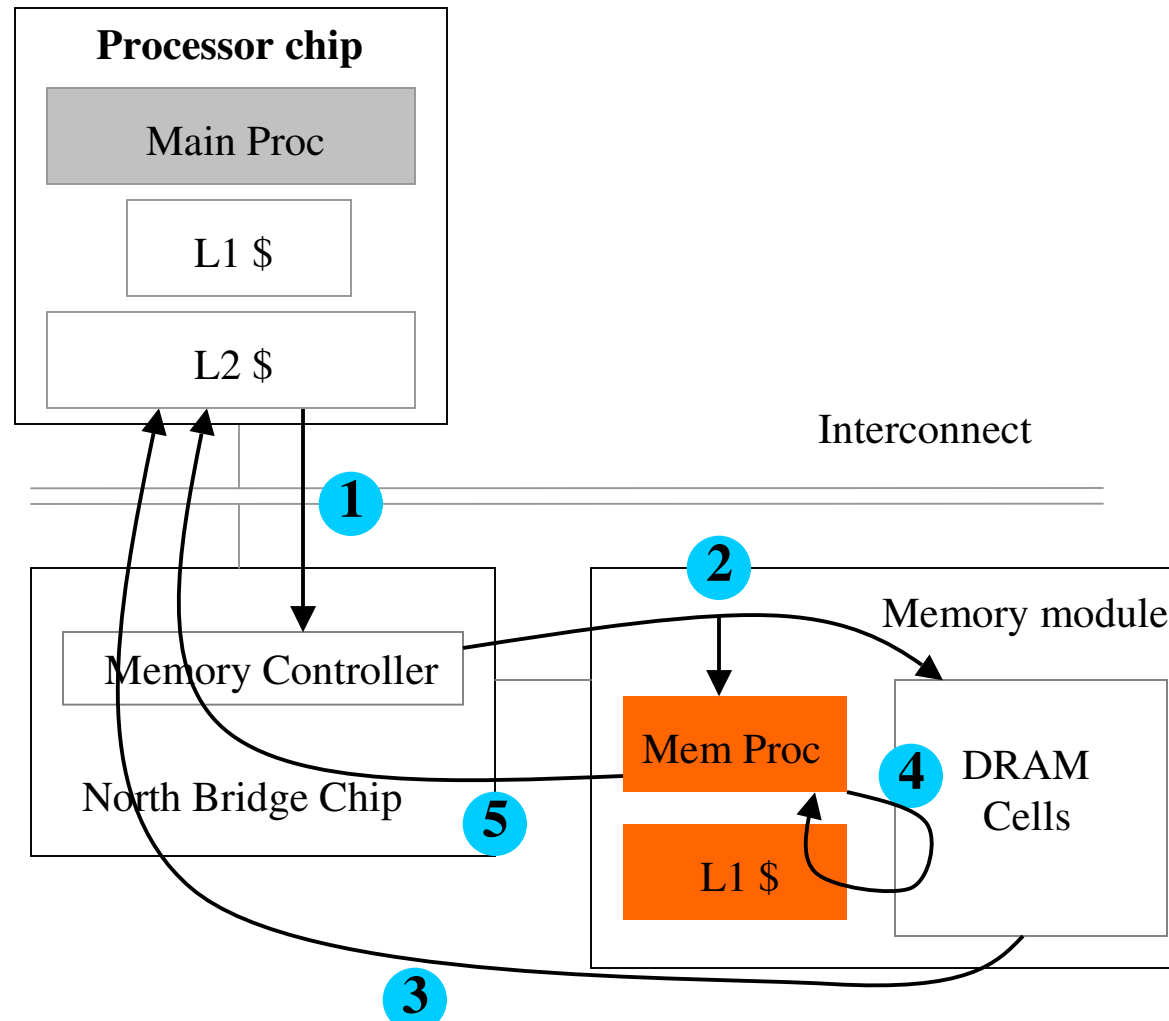 Processor chip
Main Proc
L1 $
L2 $
Interconnect
1
2
Memory module
Memory Controller
Mem Proc
4
DRAM
Cells
North Bridge Chip
5
L1 $
3